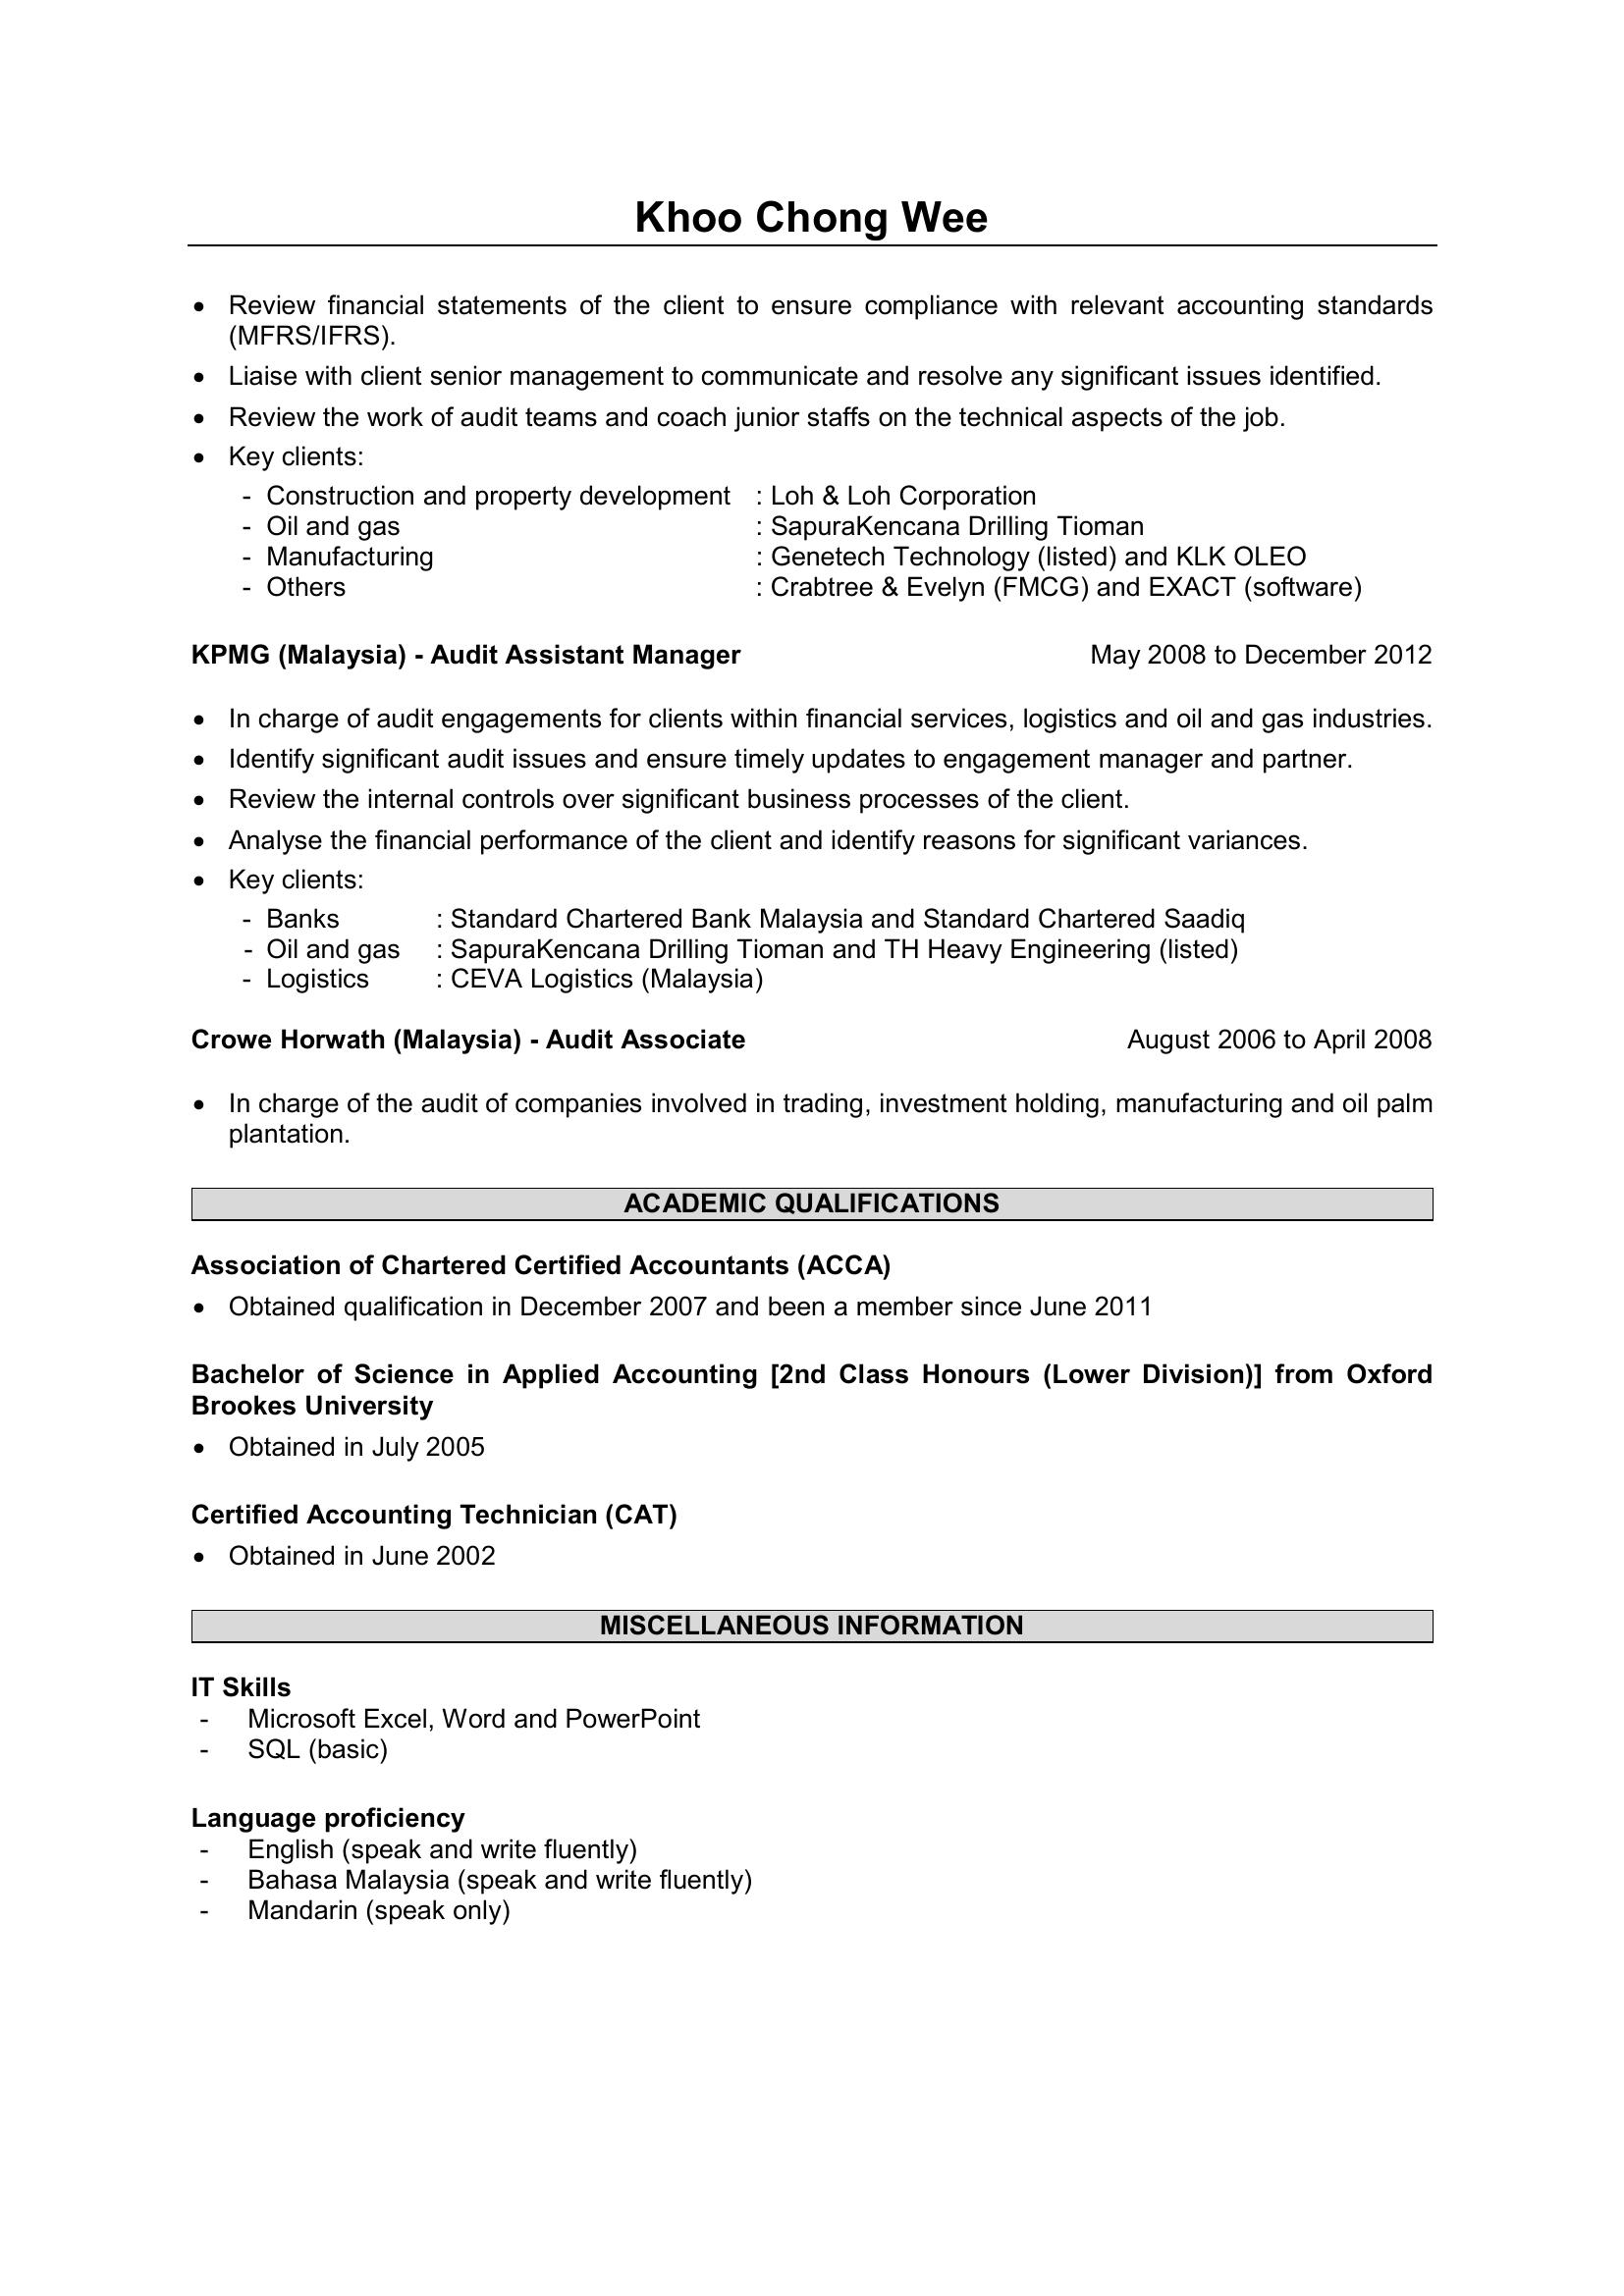 Khoo Chong Wee
• Review financial statements of the client to ensure compliance with relevant accounting standards
(MFRS/IFRS).
• Liaise with client senior management to communicate and resolve any significant issues identified.
• Review the work of audit teams and coach junior staffs on the technical aspects of the job.
• Key clients:
- Construction and property development : Loh & Loh Corporation
- Oil and gas : SapuraKencana Drilling Tioman
- Manufacturing : Genetech Technology (listed) and KLK OLEO
- Others : Crabtree & Evelyn (FMCG) and EXACT (software)
KPMG (Malaysia) - Audit Assistant Manager May 2008 to December 2012
• In charge of audit engagements for clients within financial services, logistics and oil and gas industries.
• Identify significant audit issues and ensure timely updates to engagement manager and partner.
• Review the internal controls over significant business processes of the client.
• Analyse the financial performance of the client and identify reasons for significant variances.
• Key clients:
- Banks : Standard Chartered Bank Malaysia and Standard Chartered Saadiq
- Oil and gas : SapuraKencana Drilling Tioman and TH Heavy Engineering (listed)
- Logistics : CEVA Logistics (Malaysia)
Crowe Horwath (Malaysia) - Audit Associate August 2006 to April 2008
• In charge of the audit of companies involved in trading, investment holding, manufacturing and oil palm
plantation.
ACADEMIC QUALIFICATIONS
Association of Chartered Certified Accountants (ACCA)
• Obtained qualification in December 2007 and been a member since June 2011
Bachelor of Science in Applied Accounting [2nd Class Honours (Lower Division)] from Oxford
Brookes University
• Obtained in July 2005
Certified Accounting Technician (CAT)
• Obtained in June 2002
MISCELLANEOUS INFORMATION
IT Skills
- Microsoft Excel, Word and PowerPoint
- SQL (basic)
Language proficiency
- English (speak and write fluently)
- Bahasa Malaysia (speak and write fluently)
- Mandarin (speak only)